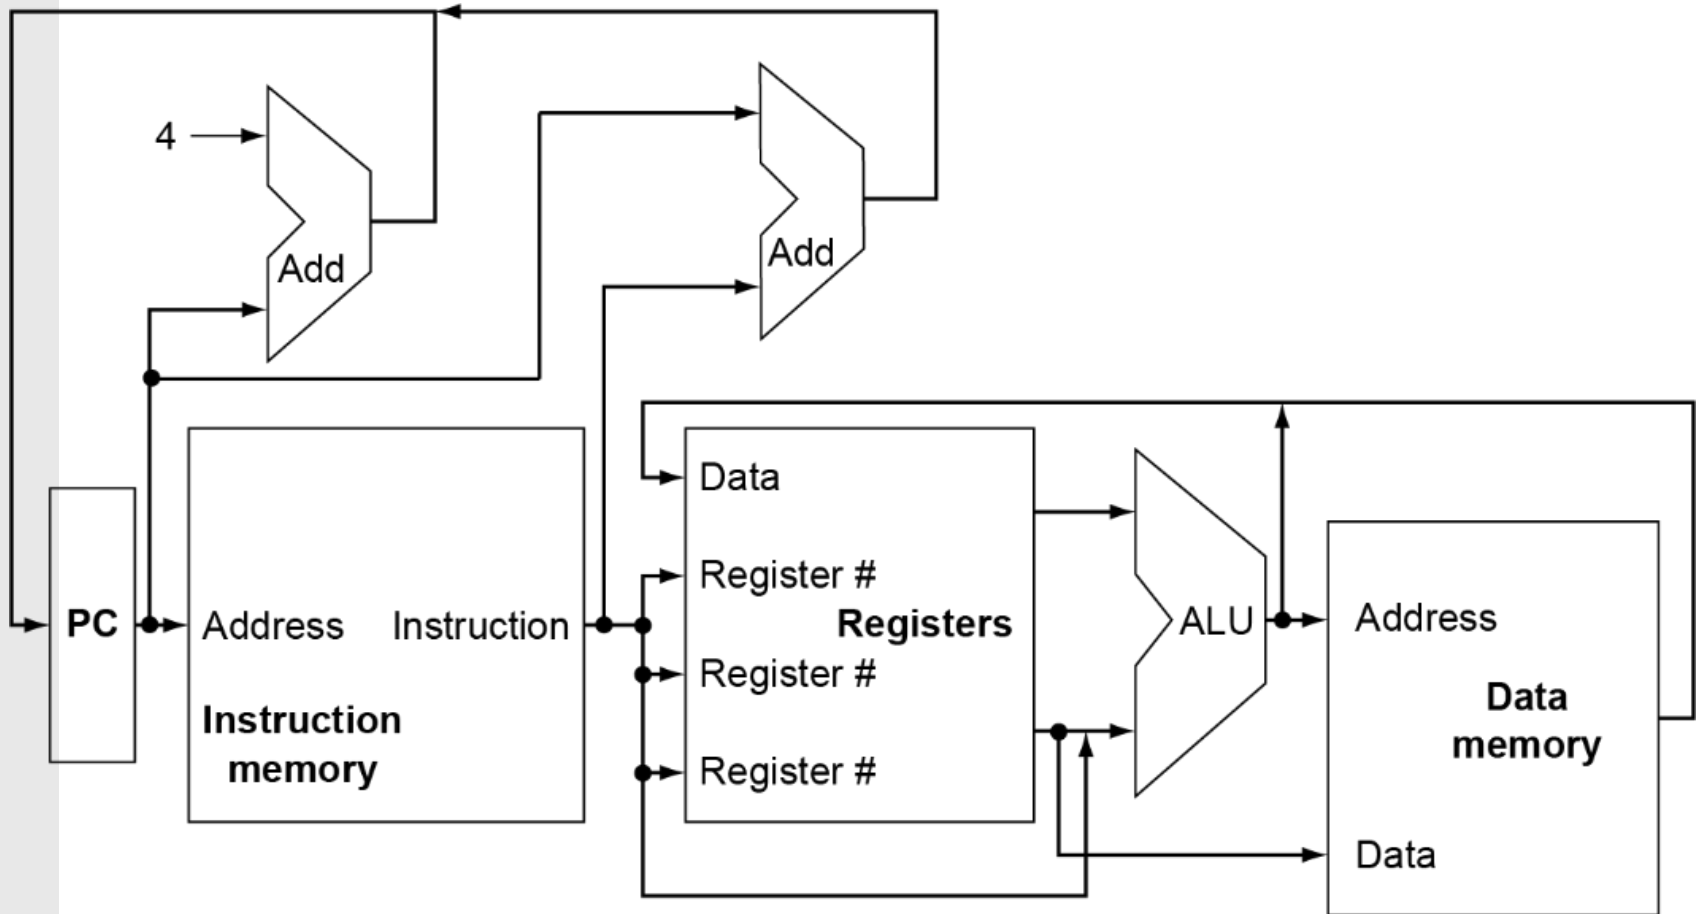 4
Add
Add
Data
Register #
PC
Address
Instruction
Registers
ALU
Address
Register #
Instruction
memory
Data
memory
Register #
Data